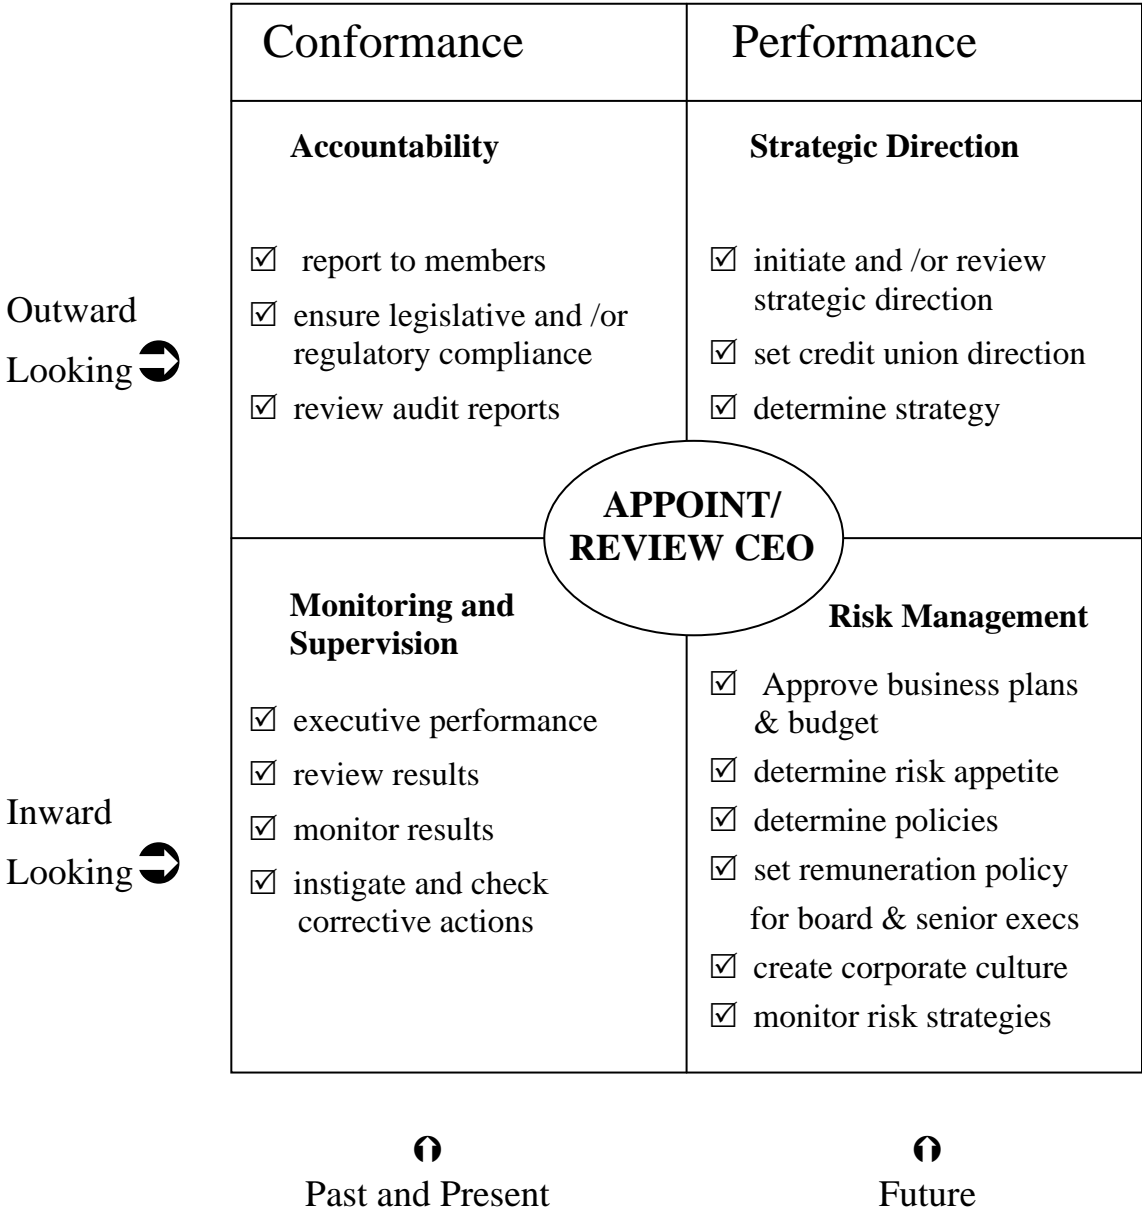 Conformance
Performance
Outward
Looking
Accountability
☑ report to members
☑ ensure legislative and /or
regulatory compliance
☑ review audit reports
Strategic Direction
☑ initiate and /or review
strategic direction
☑ set credit union direction
☑ determine strategy
APPOINT/
REVIEW CEO
Inward
Looking
Monitoring and
Supervision
☑ executive performance
☑ review results
☑ monitor results
☑ instigate and check
corrective actions
Risk Management
☑ Approve business plans
& budget
☑ determine risk appetite
☑ determine policies
☑ set remuneration policy
for board & senior execs
☑ create corporate culture
☑ monitor risk strategies
Past and Present
Future